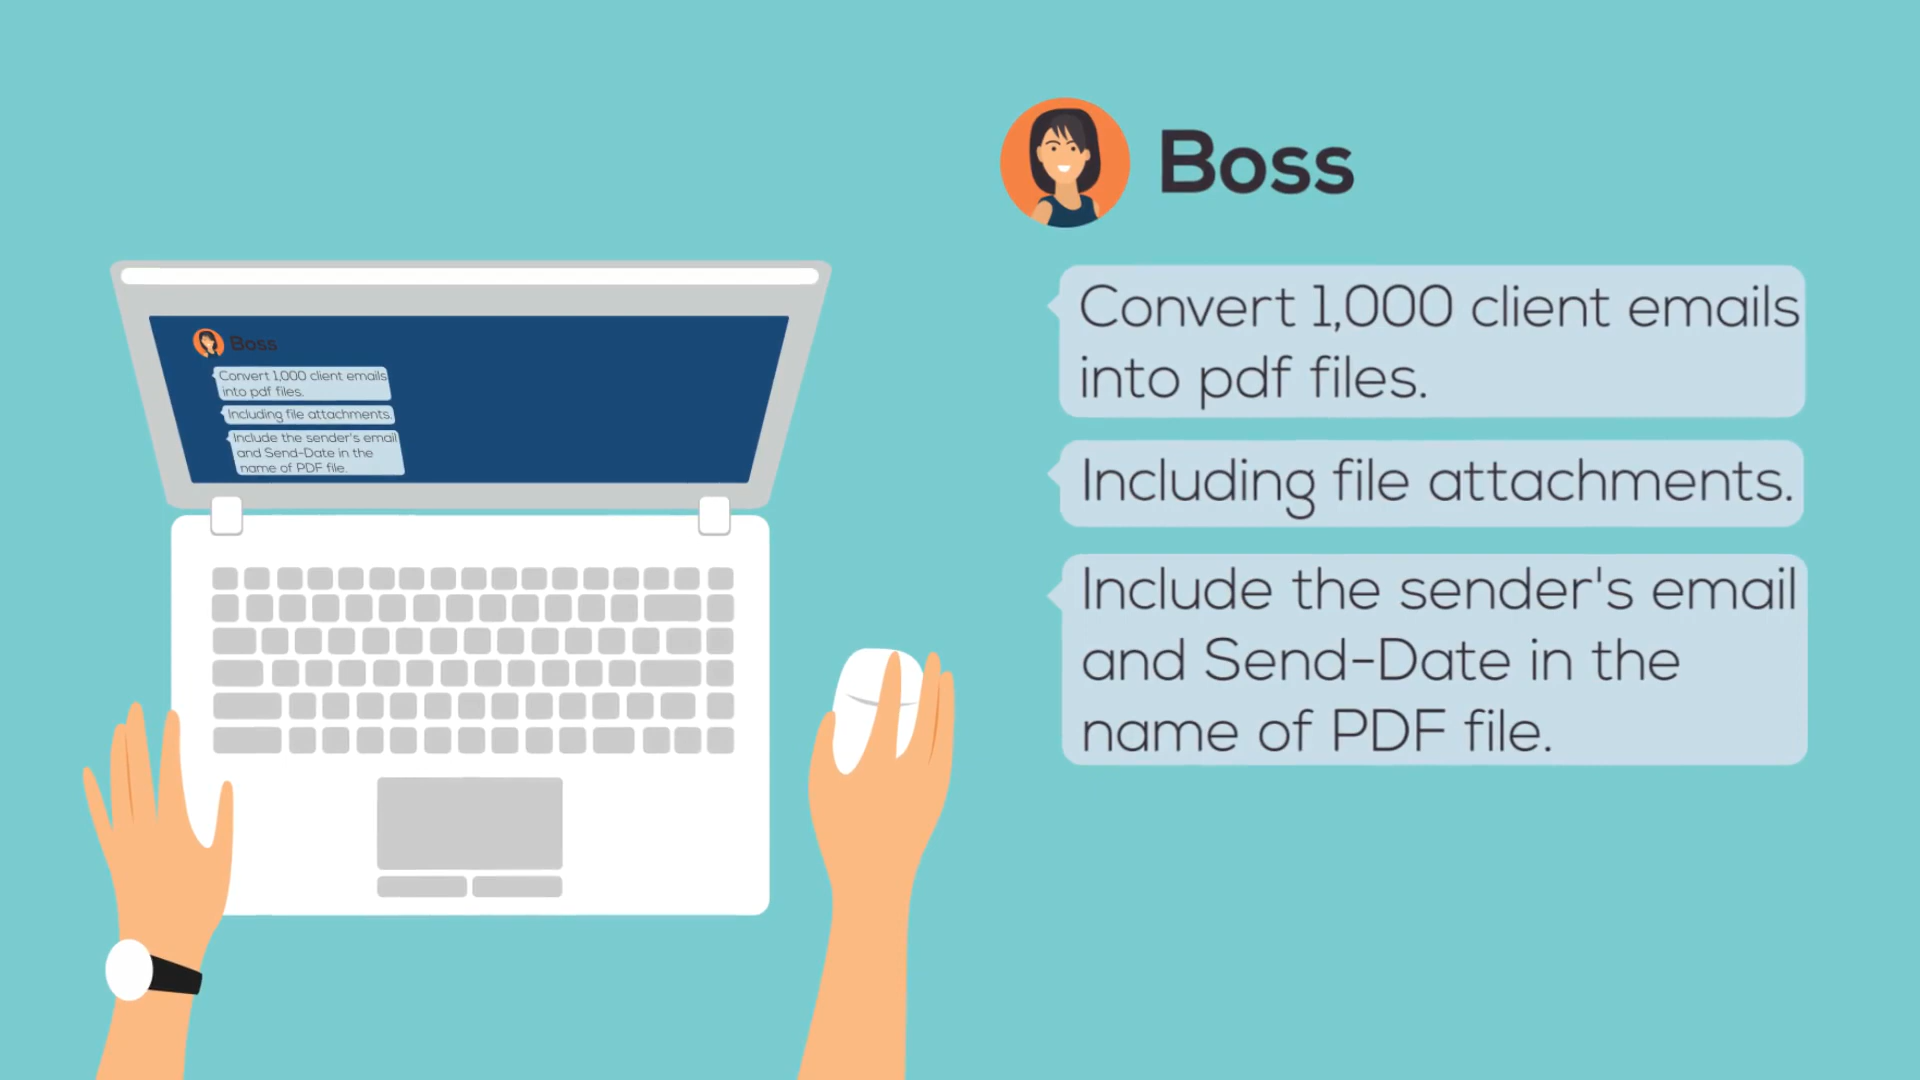 Boss
Convert 1,000 client emails
into pdf files.
Including file attachments.
Include the sender's email
and Send-Date in the
name of PDF file.
Boss
Convert 1,000 client emails
into pdf files.
Including file attachments.
Include the sender's email
and Send-Date in the
name of PDF file.